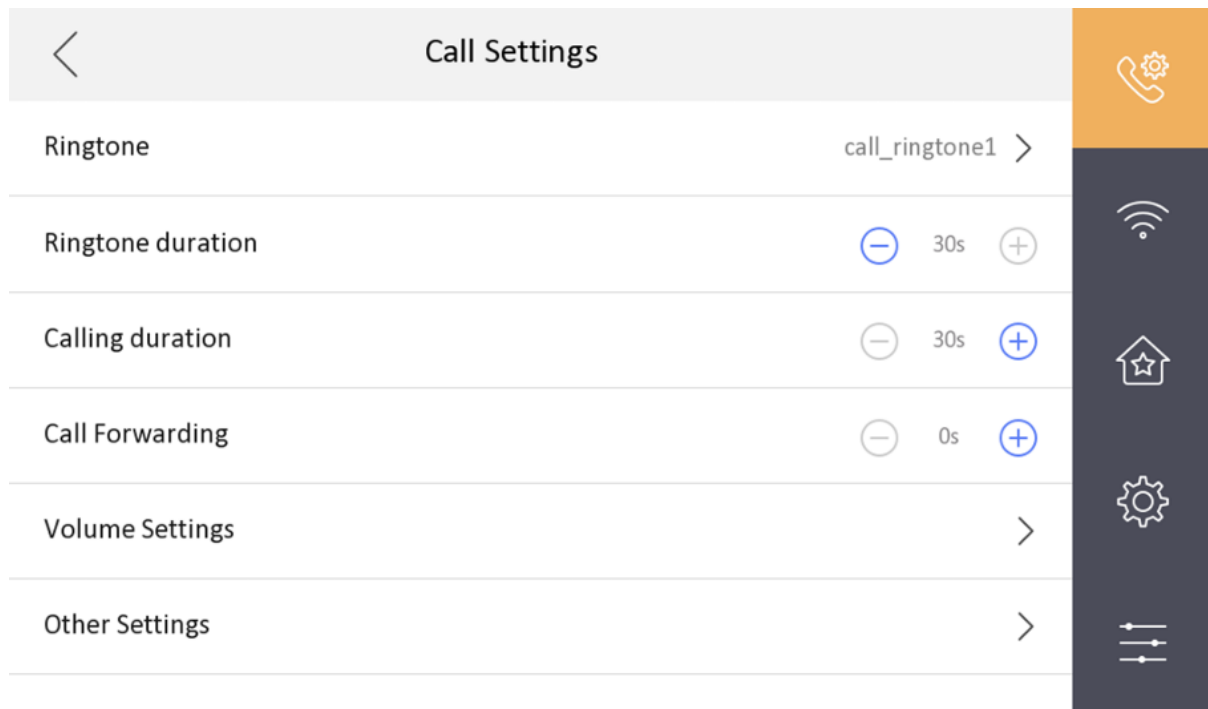 Call Settings
Ringtone call_ringtone1
Ringtone duration 30s
Calling duration 30s
Call Forwarding 0s
Volume Settings
Other Settings